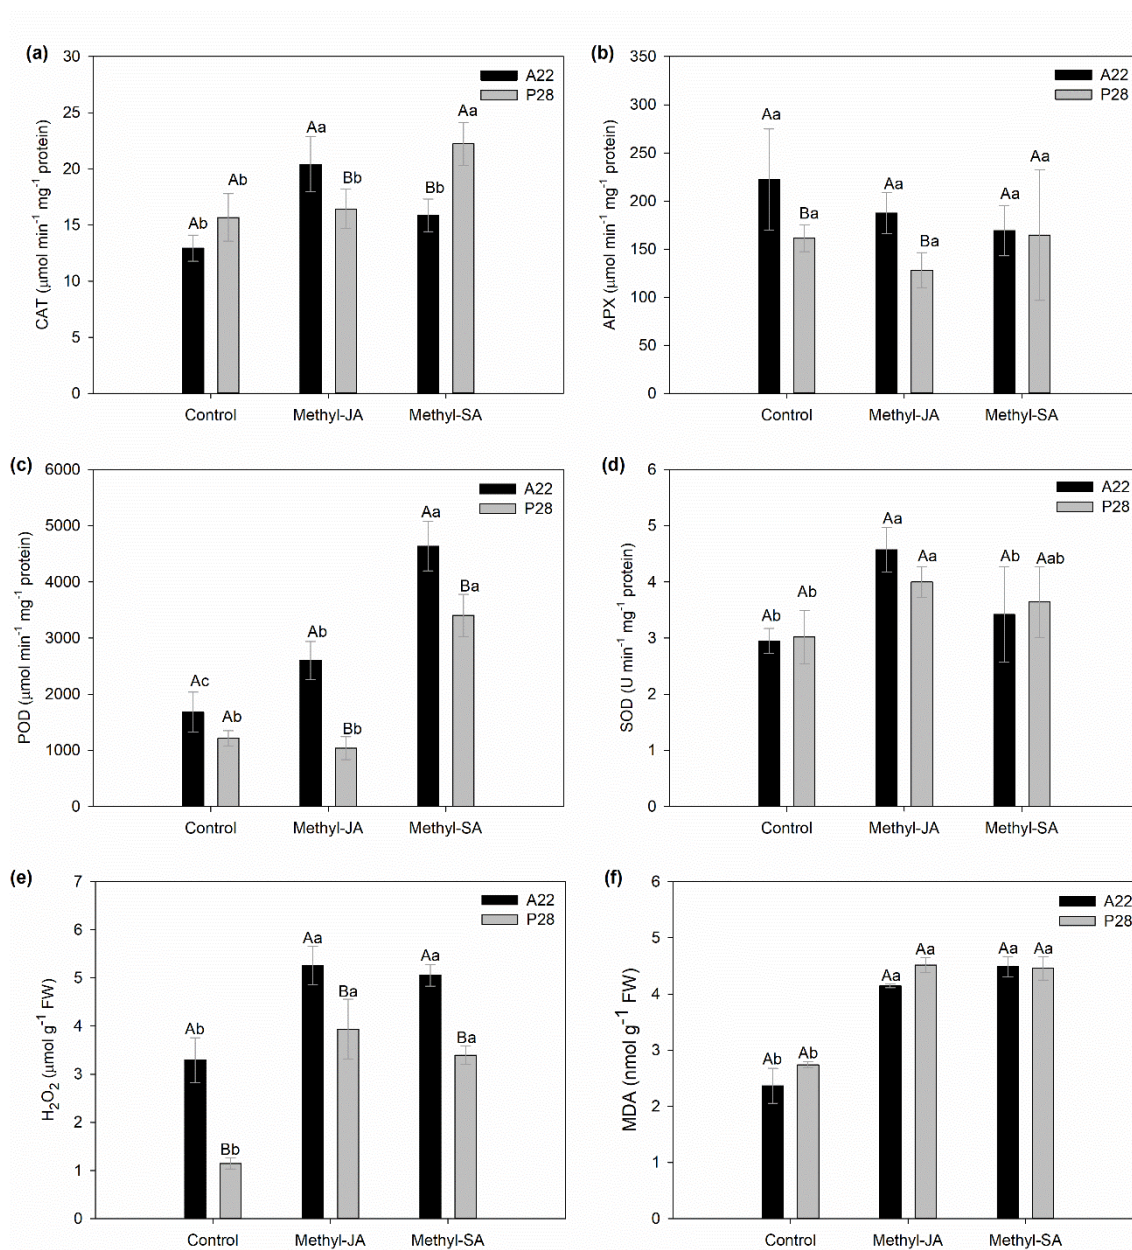 (a)
30
25
20
15
10
5
0
CAT (μmol min⁻¹ mg⁻¹ protein)
A22
P28
Ab
Ab
Aa
Bb
Bb
Aa
Control
Methyl-JA
Methyl-SA
(b)
350
300
250
200
150
100
50
0
APX (μmol min⁻¹ mg⁻¹ protein)
A22
P28
Aa
Ba
Aa
Ba
Aa
Aa
Control
Methyl-JA
Methyl-SA
(c)
6000
5000
4000
3000
2000
1000
0
POD (μmol min⁻¹ mg⁻¹ protein)
A22
P28
Ac
Ab
Ab
Bb
Aa
Ba
Control
Methyl-JA
Methyl-SA
(d)
6
5
4
3
2
1
0
SOD (U min⁻¹ mg⁻¹ protein)
A22
P28
Ab
Ab
Aa
Aa
Ab
Aab
Control
Methyl-JA
Methyl-SA
(e)
7
6
5
4
3
2
1
0
H₂O₂ (μmol g⁻¹ FW)
A22
P28
Ab
Bb
Aa
Ba
Aa
Ba
Control
Methyl-JA
Methyl-SA
(f)
6
5
4
3
2
1
0
MDA (nmol g⁻¹ FW)
A22
P28
Ab
Ab
Aa
Aa
Aa
Aa
Control
Methyl-JA
Methyl-SA